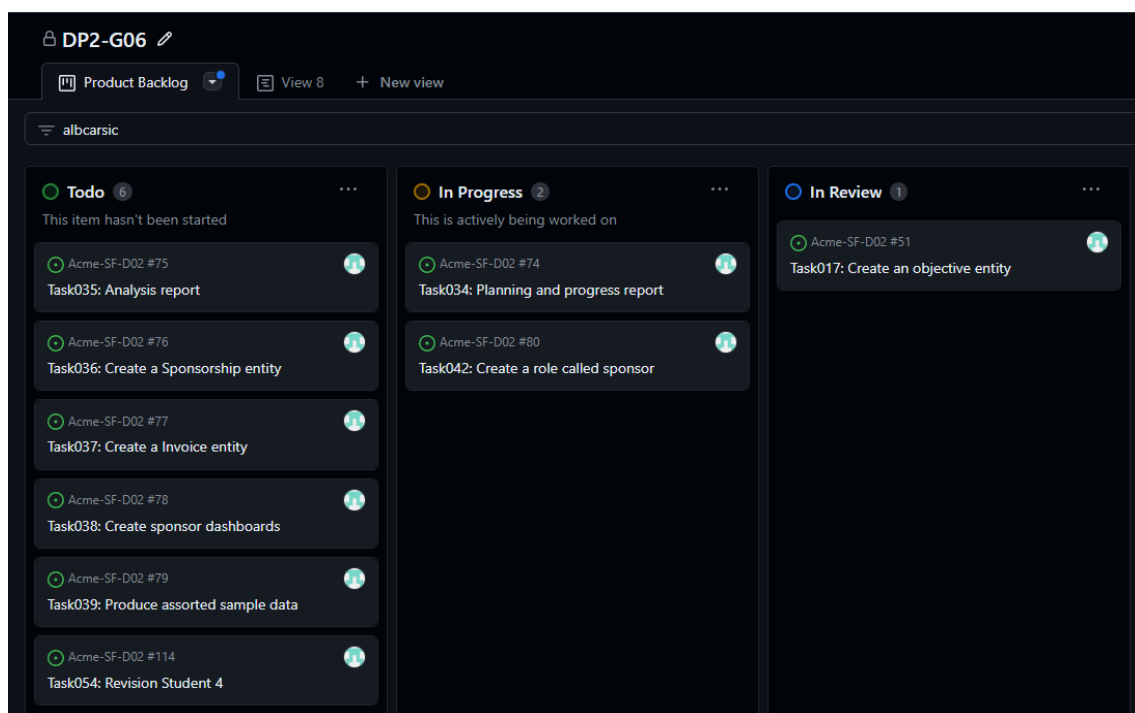 DP2-G06
Product Backlog
View 8
+ New view
albcarsic
Todo 6
This item hasn't been started
Acme-SF-D02 #75
Task035: Analysis report
Acme-SF-D02 #76
Task036: Create a Sponsorship entity
Acme-SF-D02 #77
Task037: Create a Invoice entity
Acme-SF-D02 #78
Task038: Create sponsor dashboards
Acme-SF-D02 #79
Task039: Produce assorted sample data
Acme-SF-D02 #114
Task054: Revision Student 4
In Progress 2
This is actively being worked on
Acme-SF-D02 #74
Task034: Planning and progress report
Acme-SF-D02 #80
Task042: Create a role called sponsor
In Review 1
Acme-SF-D02 #51
Task017: Create an objective entity